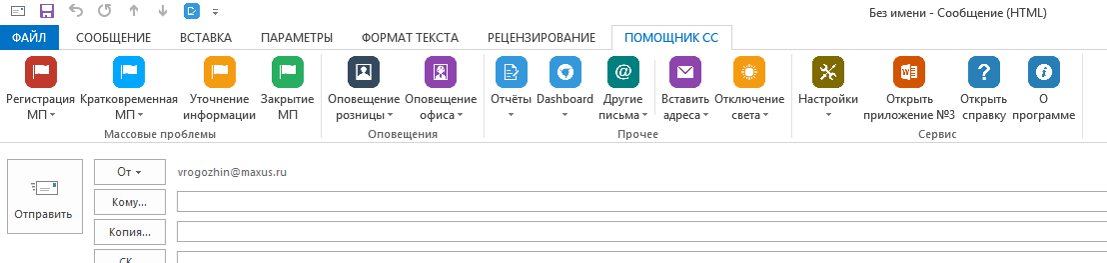 Без имени - Сообщение (HTML)
ФАЙЛ СООБЩЕНИЕ ВСТАВКА ПАРАМЕТРЫ ФОРМАТ ТЕКСТА РЕЦЕНЗИРОВАНИЕ ПОМОЩНИК СС
Регистрация Кратковременная Уточнение Закрытие Оповещение Оповещение Отчёты Dashboard Другие Вставить Отключение Настройки Открыть Открыть О
МП МП информации МП розницы офиса письма адреса света приложение №3 справку программе
Массовые проблемы Оповещения Прочее Сервис
От vrogozhin@maxus.ru
Отправить
Кому...
Копия...
СК...